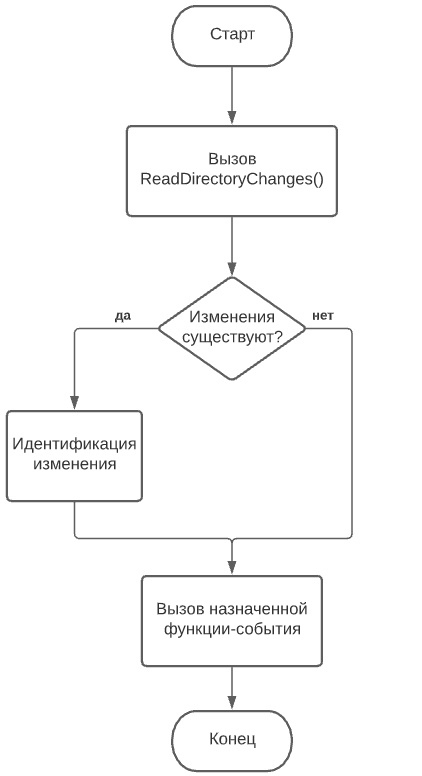 Старт
Вызов
ReadDirectoryChanges()
Изменения
существуют?
да
нет
Идентификация
изменения
Вызов назначенной
функции-события
Конец